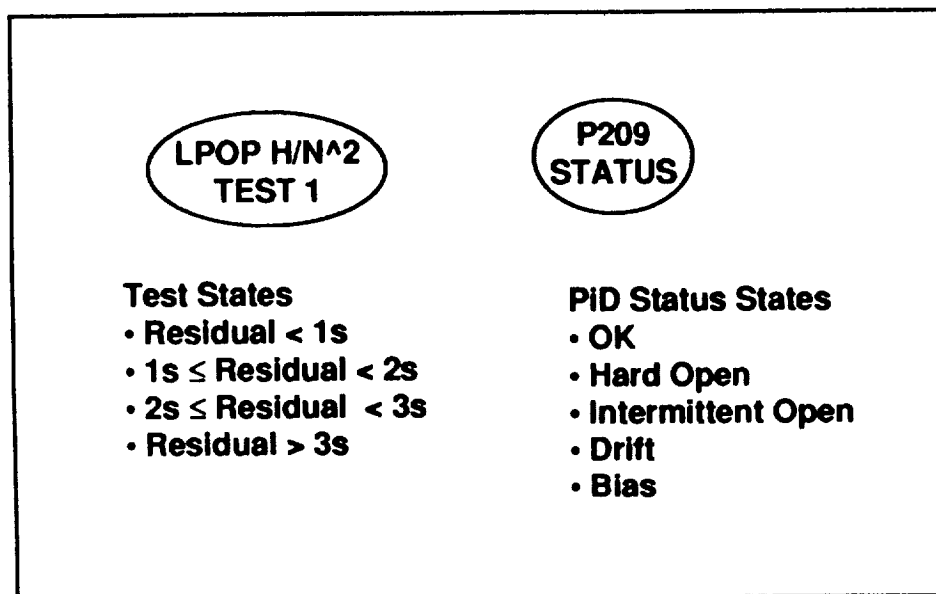 LPOP H/N^2
TEST 1
P209
STATUS
Test States
• Residual < 1s
• 1s ≤ Residual < 2s
• 2s ≤ Residual < 3s
• Residual > 3s
PID Status States
• OK
• Hard Open
• Intermittent Open
• Drift
• Bias